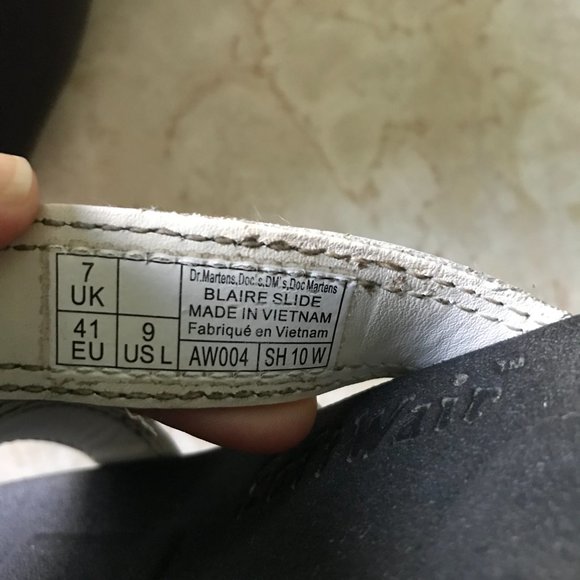 7
UK
41
EU
9
US L
Dr.Martens,Doc's,DM's,Doc Martens
BLAIRE SLIDE
MADE IN VIETNAM
Fabriqué en Vietnam
AW004
SH 10 W
Wair™